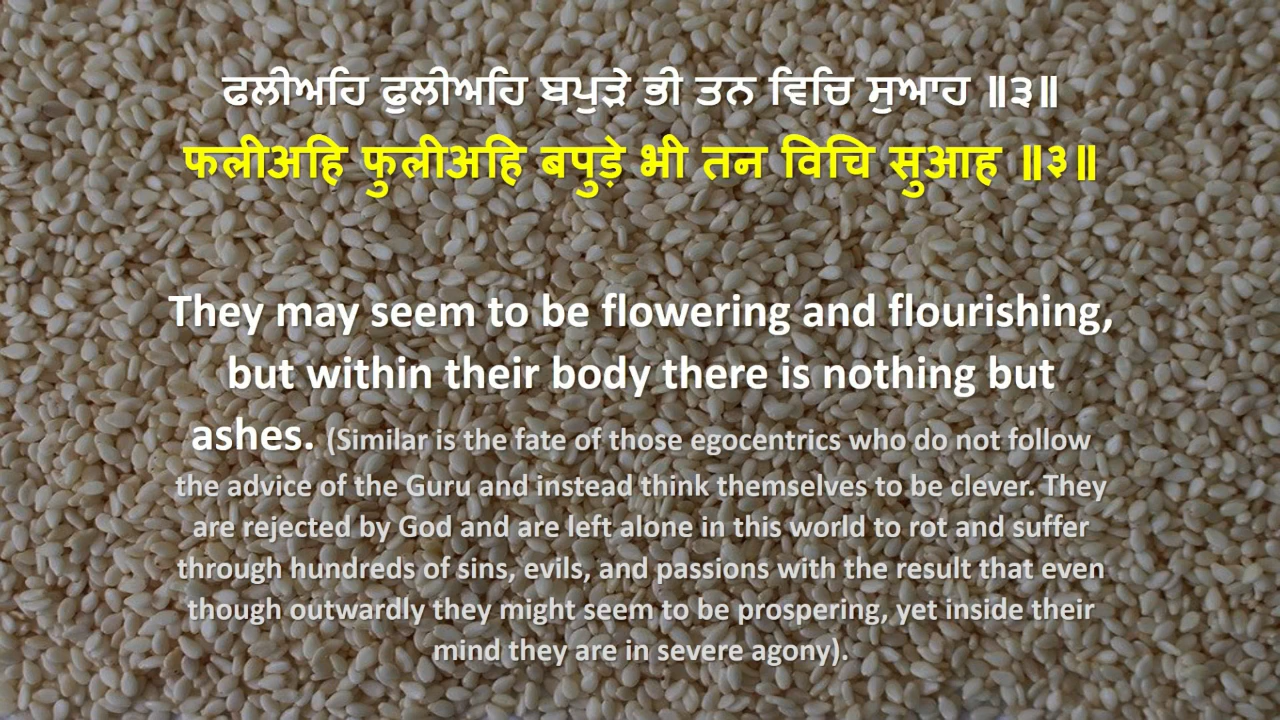 ਫਲੀਅਹਿ ਫੁਲੀਅਹਿ ਬਪੁੜੇ ਭੀ ਤਨ ਵਿਚਿ ਸੁਆਹ ॥੩॥
फलीअहि फुलीअहि बपुड़े भी तन विचि सुआह ॥३॥
They may seem to be flowering and flourishing,
but within their body there is nothing but
ashes. (Similar is the fate of those egocentrics who do not follow
the advice of the Guru and instead think themselves to be clever. They
are rejected by God and are left alone in this world to rot and suffer
through hundreds of sins, evils, and passions with the result that even
though outwardly they might seem to be prospering, yet inside their
mind they are in severe agony).